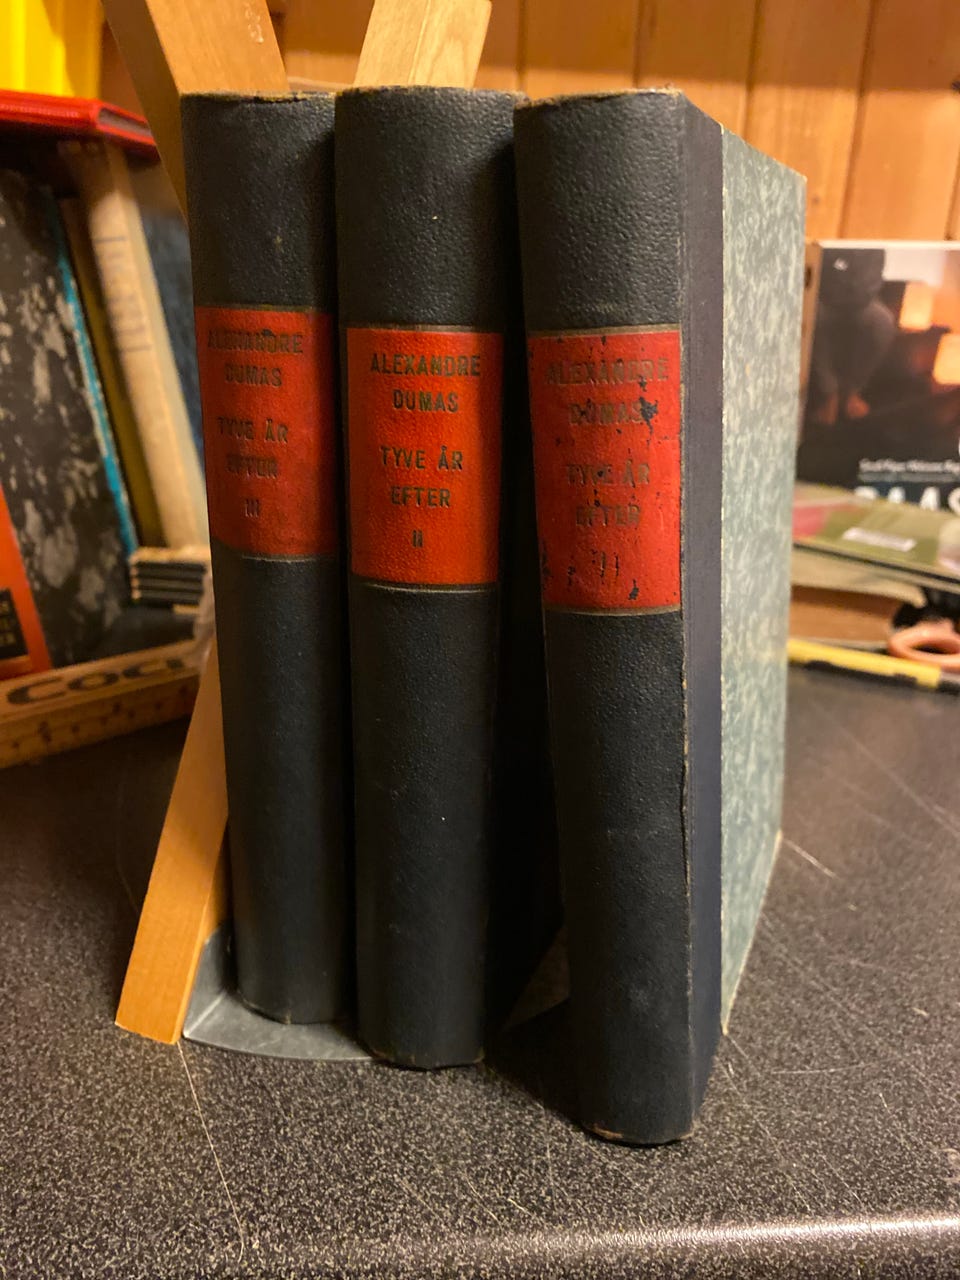 ALEXANDRE
DUMAS
TYVE ÅR
EFTER
III
ALEXANDRE
DUMAS
TYVE ÅR
EFTER
II
ALEXANDRE
DUMAS
TYVE ÅR
EFTER